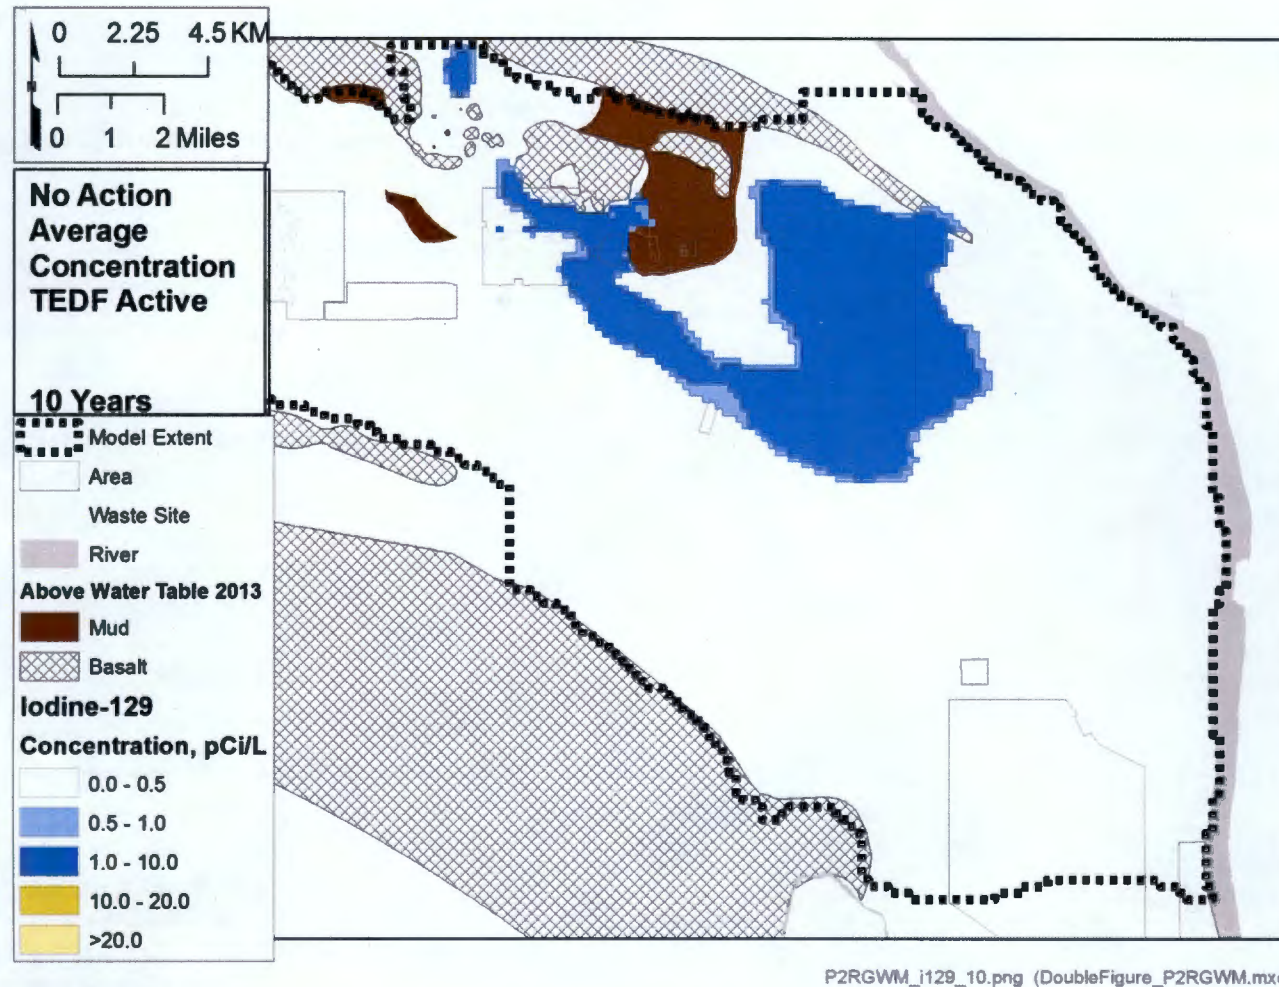 0 2.25 4.5 KM
0 1 2 Miles
No Action
Average
Concentration
TEDF Active
10 Years
Model Extent
Area
Waste Site
River
Above Water Table 2013
Mud
Basalt
Iodine-129
Concentration, pCi/L
0.0 - 0.5
0.5 - 1.0
1.0 - 10.0
10.0 - 20.0
>20.0
P2RGWM_i129_10.png (DoubleFigure_P2RGWM.mx